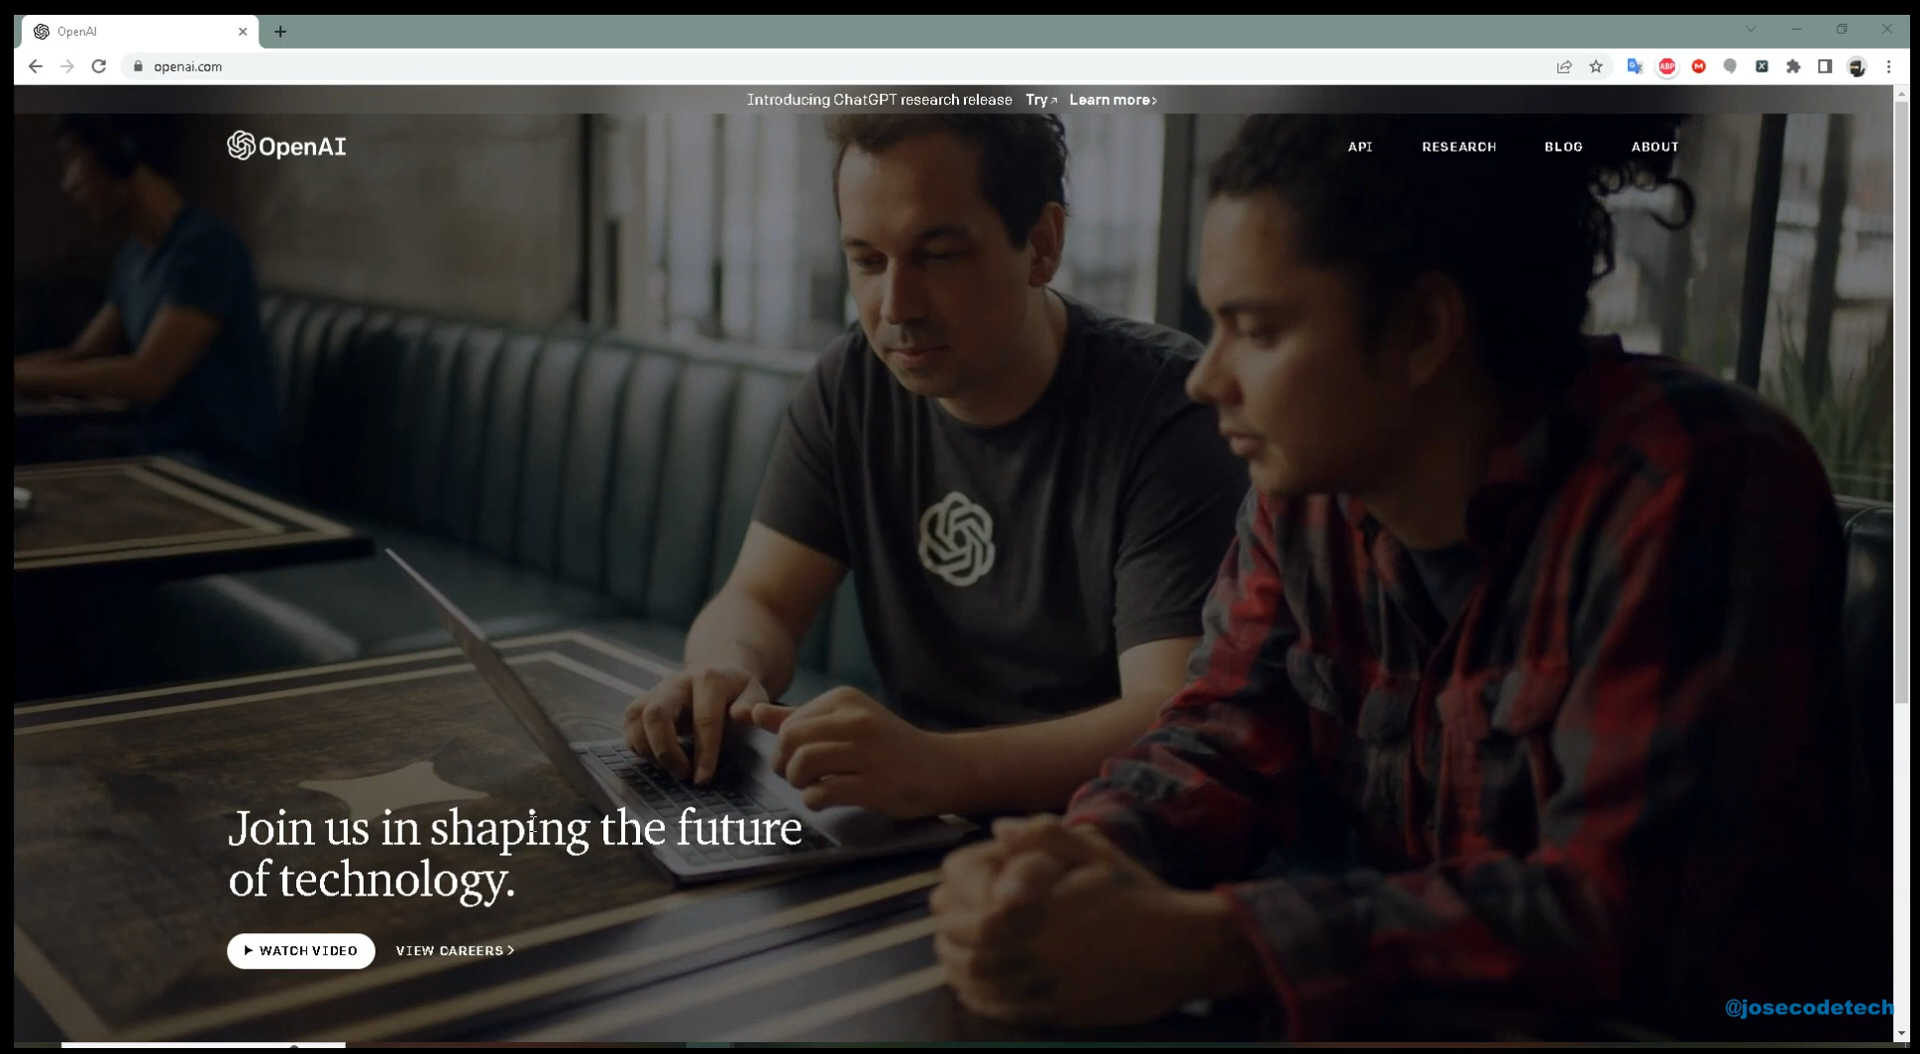 OpenAI
openai.com
ABP
Introducing ChatGPT research release Try↗ Learn more>
OpenAI
API RESEARCH BLOG ABOUT
Join us in shaping the future
of technology.
WATCH VIDEO VIEW CAREERS >
@josecodetech